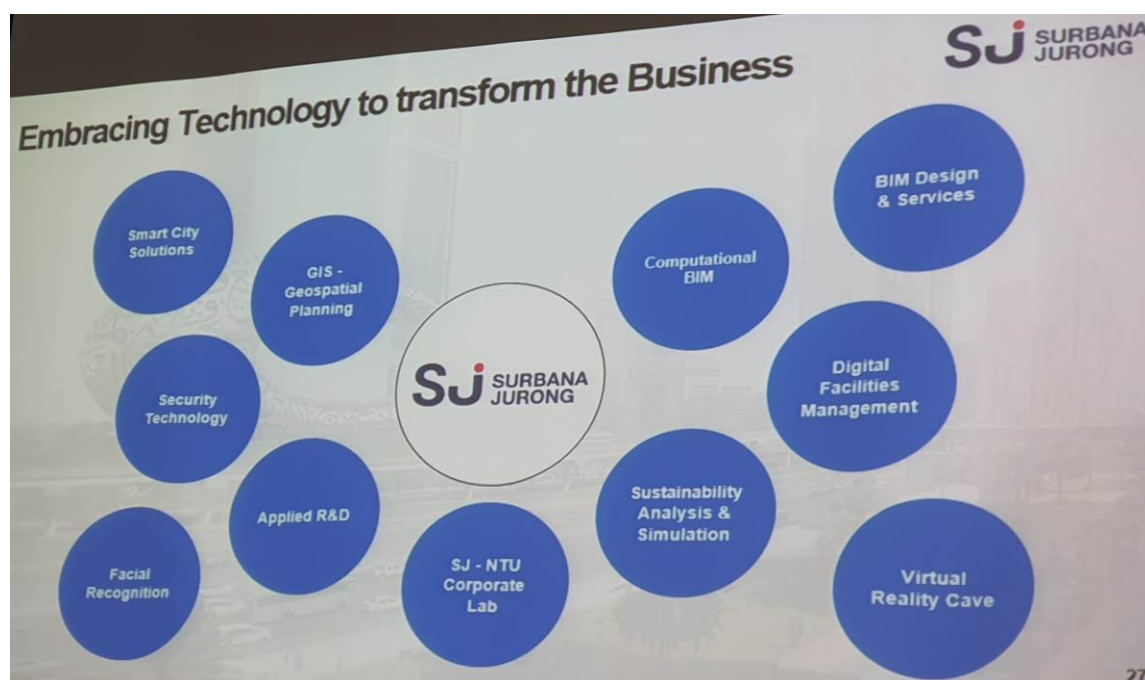 SJ SURBANA
JURONG
Embracing Technology to transform the Business
BIM Design
& Services
Smart City
Solutions
GIS -
Geospatial
Planning
Computational
BIM
Security
Technology
SJ SURBANA
JURONG
Digital
Facilities
Management
Applied R&D
Sustainability
Analysis &
Simulation
Facial
Recognition
SJ - NTU
Corporate
Lab
Virtual
Reality Cave
27